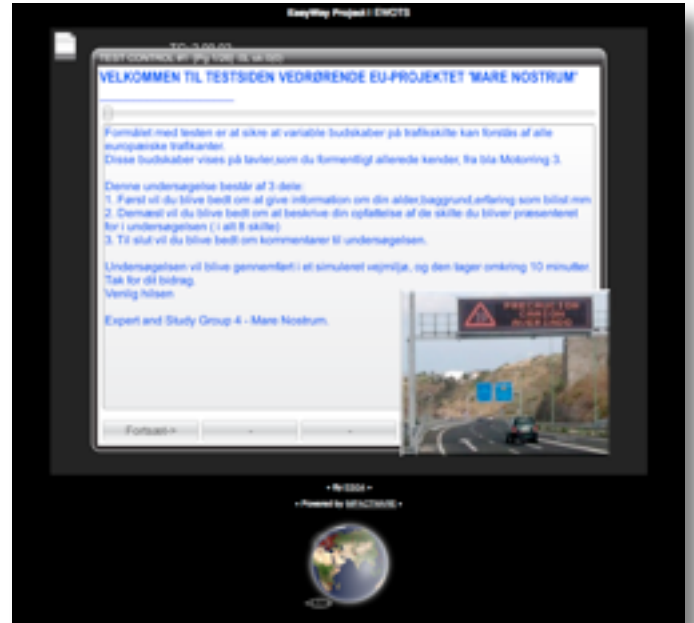 EasyWay Project EWOTS
VELKOMMEN TIL TESTSIDEN VEDRØRENDE EU-PROJEKTET 'MARE NOSTRUM'
Formålet med testen er at sikre at variable budskaber på trafikskilte kan forstås af alle
europæiske trafikanter.
Disse budskaber vises på tavler,som du formentligt allerede kender, fra bla Motorring 3.
Denne undersøgelse består af 3 dele:
1. Først vil du blive bedt om at give information om din alder,baggrund,erfaring som bilist mm
2. Dernæst vil du blive bedt om at beskrive din opfattelse af de skilte du bliver præsenteret
for i undersøgelsen ( i alt 8 skilte)
3. Til slut vil du blive bedt om kommentarer til undersøgelsen.
Undersøgelsen vil blive gennemført i et simuleret vejmiljø, og den tager omkring 10 minutter.
Tak for dit bidrag.
Venlig hilsen
Expert and Study Group 4 - Mare Nostrum.
PRECAUCION
CAMION
AVERIADO
Fortsæt->
Powered by